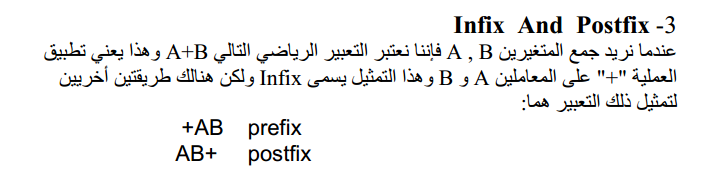 3- Infix And Postfix
عندما نريد جمع المتغيرين A , B فإننا نعتبر التعبير الرياضي التالي A+B وهذا يعني تطبيق
العملية "+" على المعاملين A و B وهذا التمثيل يسمى Infix ولكن هنالك طريقتين أخريين
لتمثل ذلك التعبير هما:
+AB prefix
AB+ postfix